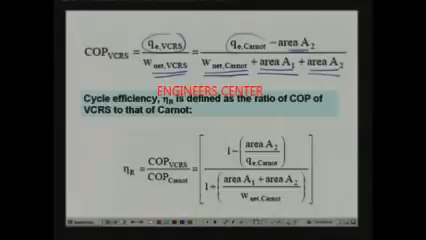 COP_VCRS = q_e,VCRS / w_net,VCRS = (q_e,Carnot − area A_2) / (w_net,Carnot + area A_1 + area A_2)
ENGINEERS CENTER
Cycle efficiency, η_R is defined as the ratio of COP of
VCRS to that of Carnot:
η_R = COP_VCRS / COP_Carnot = [ (1 − (area A_2 / q_e,Carnot)) / (1 + ((area A_1 + area A_2) / w_net,Carnot)) ]